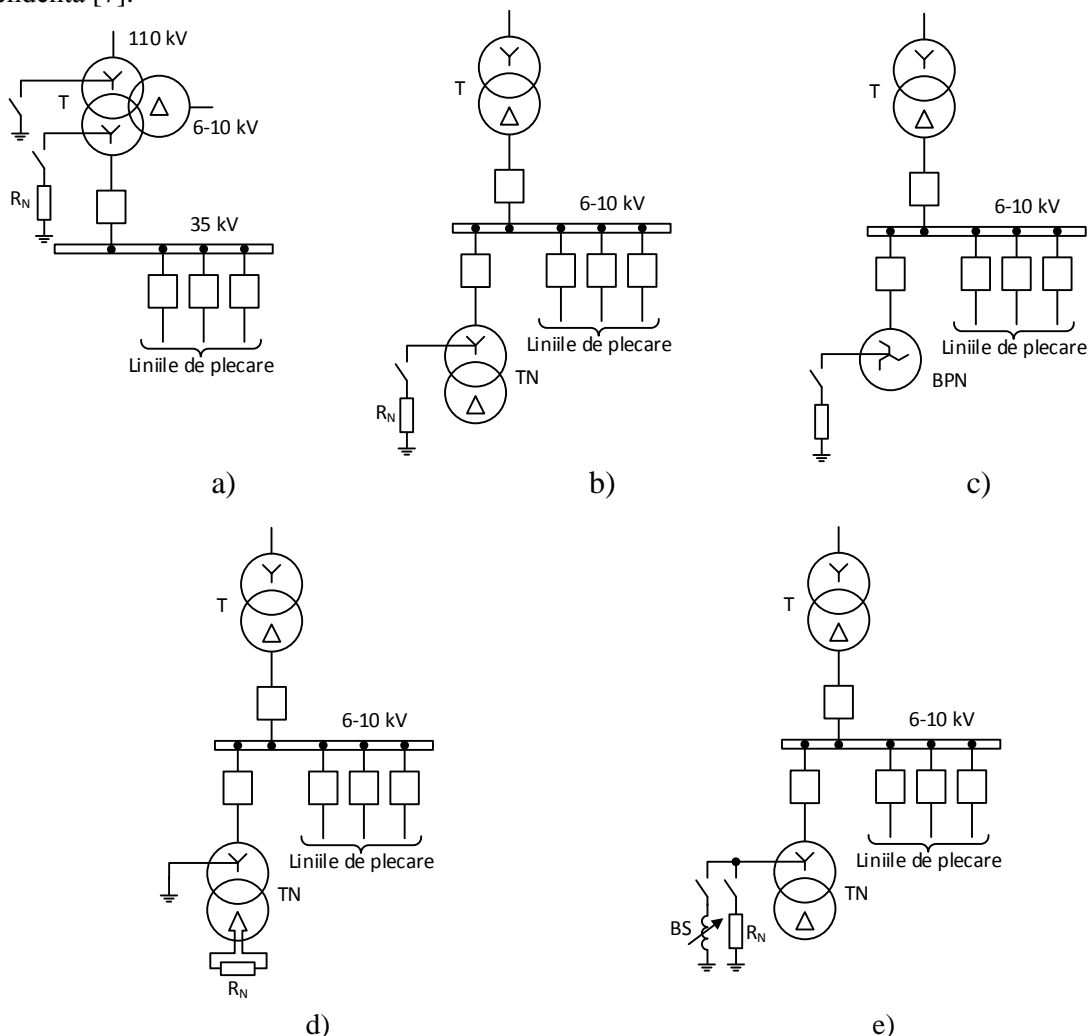 [7].
110 kV
T
6-10 kV
R_N
35 kV
Liniile de plecare
a)
T
6-10 kV
Liniile de plecare
TN
R_N
b)
T
6-10 kV
Liniile de plecare
BPN
c)
T
6-10 kV
Liniile de plecare
TN
R_N
d)
T
6-10 kV
Liniile de plecare
TN
BS
R_N
e)